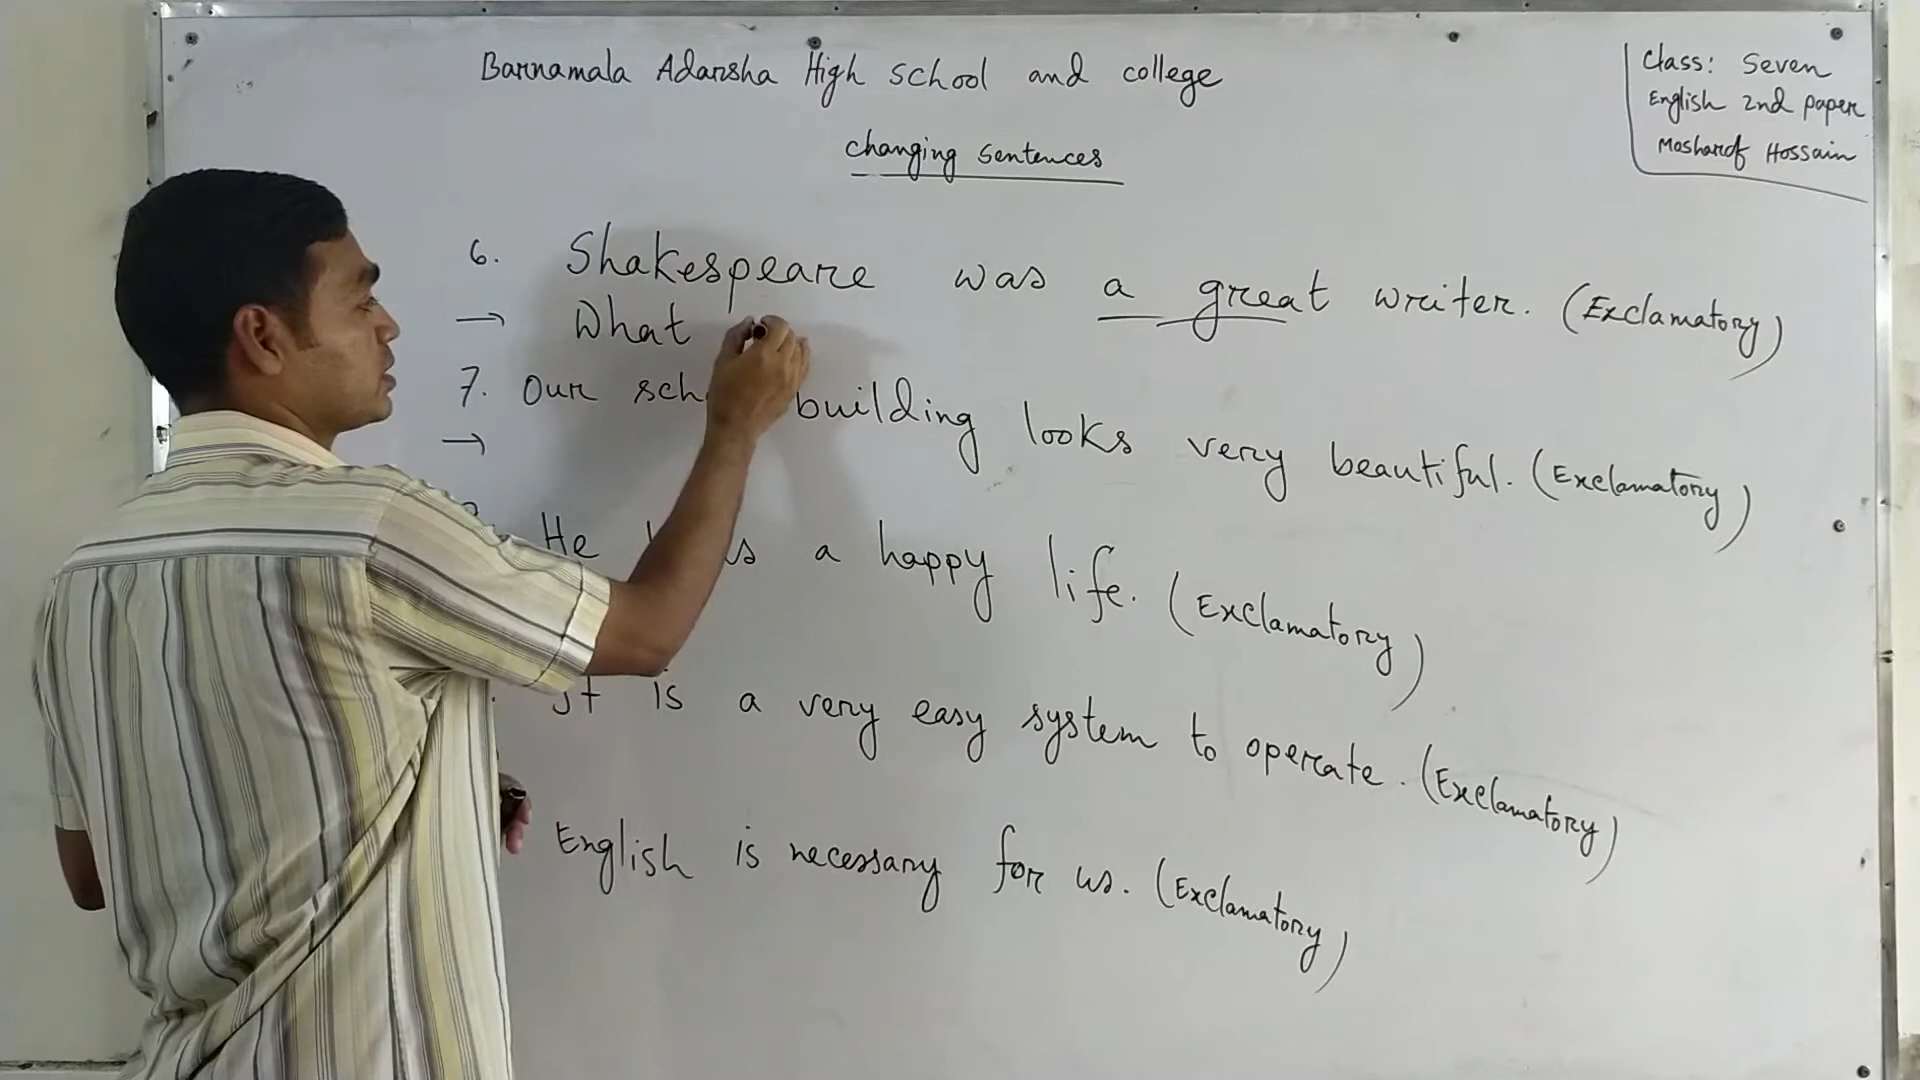 Barnamala Adarsha High School and college
Class: Seven
English 2nd paper
Mosharof Hossain
Changing Sentences
6. Shakespeare was a great writer. (Exclamatory)
→ What
7. Our building looks very beautiful. (Exclamatory)
→
He a happy life. (Exclamatory)
It is a very easy system to operate. (Exclamatory)
English is necessary for us. (Exclamatory)